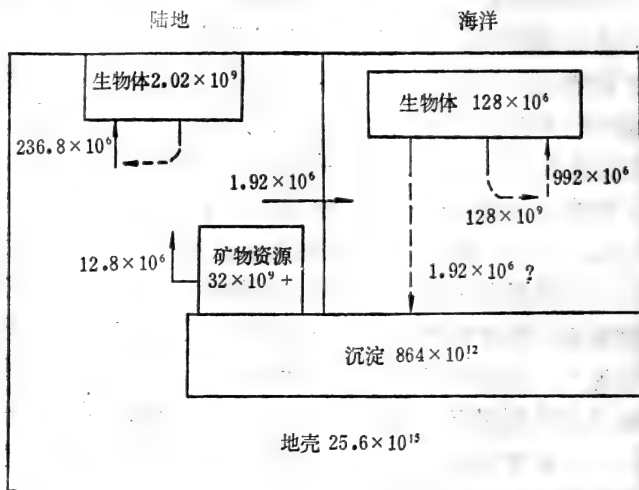 陆地 海洋
生物体2.02×10⁹
生物体 128×10⁶
236.8×10⁶
992×10⁶
1.92×10⁶
128×10⁹
12.8×10⁶
矿物资源
32×10⁹ +
1.92×10⁶ ?
沉淀 864×10¹²
地壳 25.6×10¹⁵